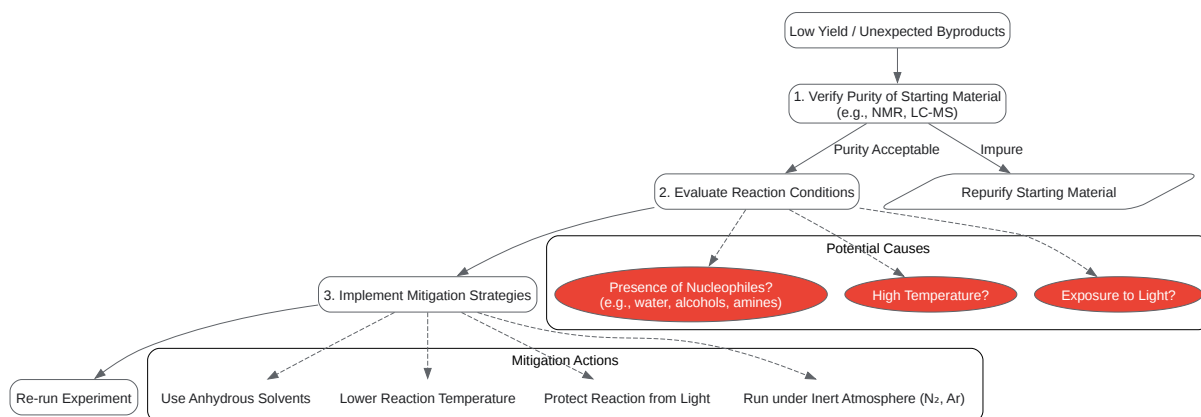 Low Yield / Unexpected Byproducts
1. Verify Purity of Starting Material
(e.g., NMR, LC-MS)
Purity Acceptable
Impure
2. Evaluate Reaction Conditions
Repurify Starting Material
Potential Causes
Presence of Nucleophiles?
(e.g., water, alcohols, amines)
High Temperature?
Exposure to Light?
3. Implement Mitigation Strategies
Mitigation Actions
Re-run Experiment
Use Anhydrous Solvents
Lower Reaction Temperature
Protect Reaction from Light
Run under Inert Atmosphere (N₂, Ar)